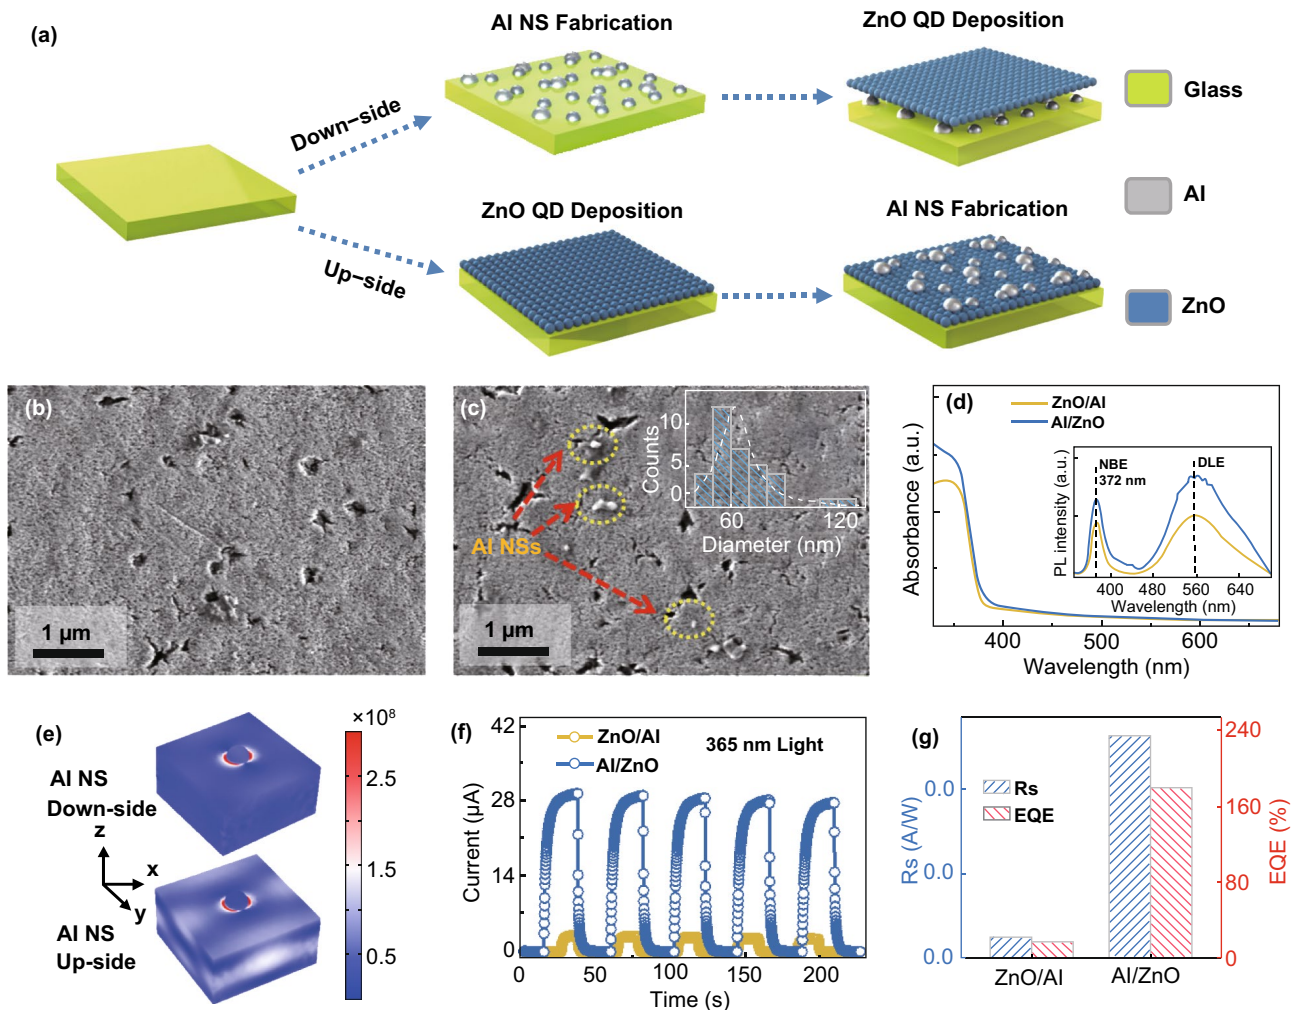 (a)
Al NS Fabrication
ZnO QD Deposition
Down–side
Up–side
ZnO QD Deposition
Al NS Fabrication
Glass
Al
ZnO
(b)
1 μm
(c)
Al NSs
1 μm
Counts
10
5
0
60
120
Diameter (nm)
(d)
ZnO/Al
Al/ZnO
Absorbance (a.u.)
400
500
600
Wavelength (nm)
PL intensity (a.u.)
NBE
372 nm
DLE
400
480
560
640
Wavelength (nm)
(e)
×10⁸
2.5
1.5
0.5
Al NS
Down-side
z
x
y
Al NS
Up-side
(f)
ZnO/Al
Al/ZnO
365 nm Light
Current (μA)
42
28
14
0
0
50
100
150
200
Time (s)
(g)
Rs
EQE
Rs (A/W)
0.0
0.0
0.0
EQE (%)
240
160
80
0
ZnO/Al
Al/ZnO